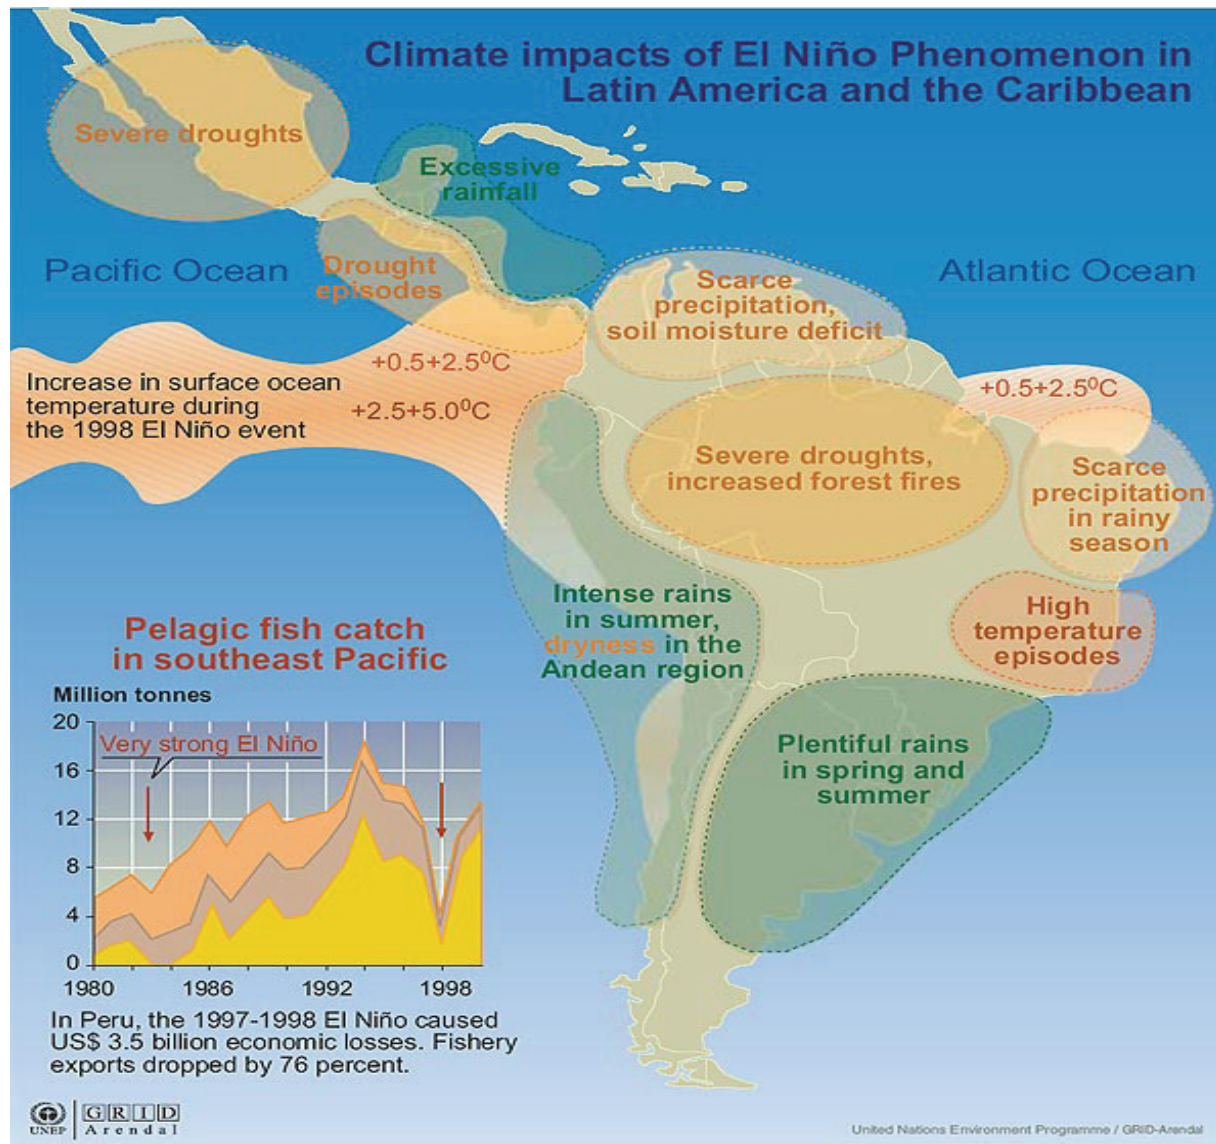 Climate impacts of El Niño Phenomenon in
Latin America and the Caribbean
Severe droughts
Excessive
rainfall
Pacific Ocean
Drought
episodes
Atlantic Ocean
Scarce
precipitation,
soil moisture deficit
+0.5+2.5⁰C
+2.5+5.0⁰C
Increase in surface ocean
temperature during
the 1998 El Niño event
+0.5+2.5⁰C
Severe droughts,
increased forest fires
Scarce
precipitation
in rainy
season
Intense rains
in summer,
dryness in the
Andean region
High
temperature
episodes
Plentiful rains
in spring and
summer
Pelagic fish catch
in southeast Pacific
Million tonnes
20
16
12
8
4
0
Very strong El Niño
1980
1986
1992
1998
In Peru, the 1997-1998 El Niño caused
US$ 3.5 billion economic losses. Fishery
exports dropped by 76 percent.
UNEP
GRID
Arendal
United Nations Environment Programme / GRID-Arendal